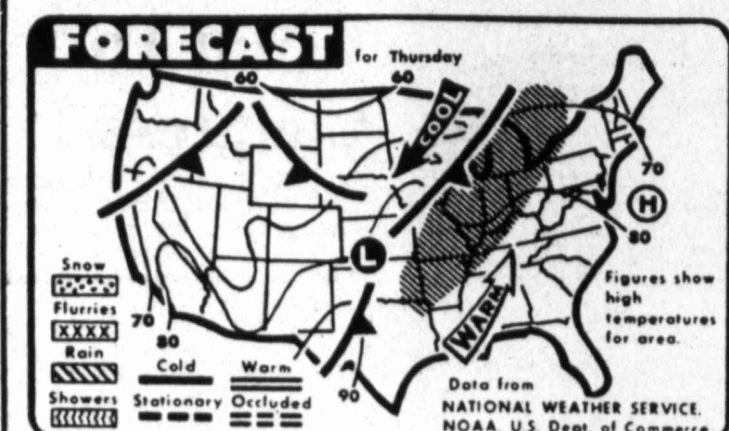 FORECAST for Thursday
60 60
COOL
70
H
80
L
Snow
Flurries
Rain
Showers
70
80
Cold Warm
Stationary Occluded
90
WARM
Figures show
high
temperatures
for area.
Data from
NATIONAL WEATHER SERVICE,
NOAA, U.S. Dept. of Commerce